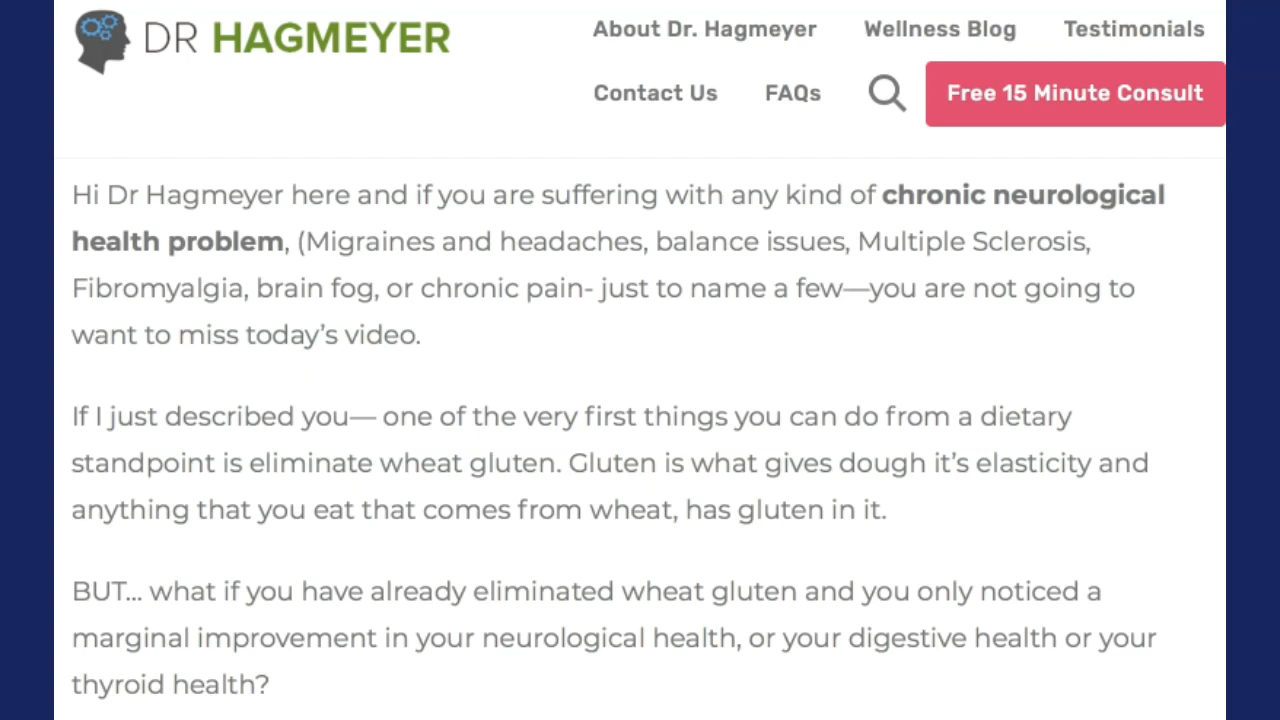 DR HAGMEYER
About Dr. Hagmeyer
Wellness Blog
Testimonials
Contact Us
FAQs
Free 15 Minute Consult
Hi Dr Hagmeyer here and if you are suffering with any kind of chronic neurological
health problem, (Migraines and headaches, balance issues, Multiple Sclerosis,
Fibromyalgia, brain fog, or chronic pain- just to name a few—you are not going to
want to miss today’s video.
If I just described you— one of the very first things you can do from a dietary
standpoint is eliminate wheat gluten. Gluten is what gives dough it’s elasticity and
anything that you eat that comes from wheat, has gluten in it.
BUT… what if you have already eliminated wheat gluten and you only noticed a
marginal improvement in your neurological health, or your digestive health or your
thyroid health?